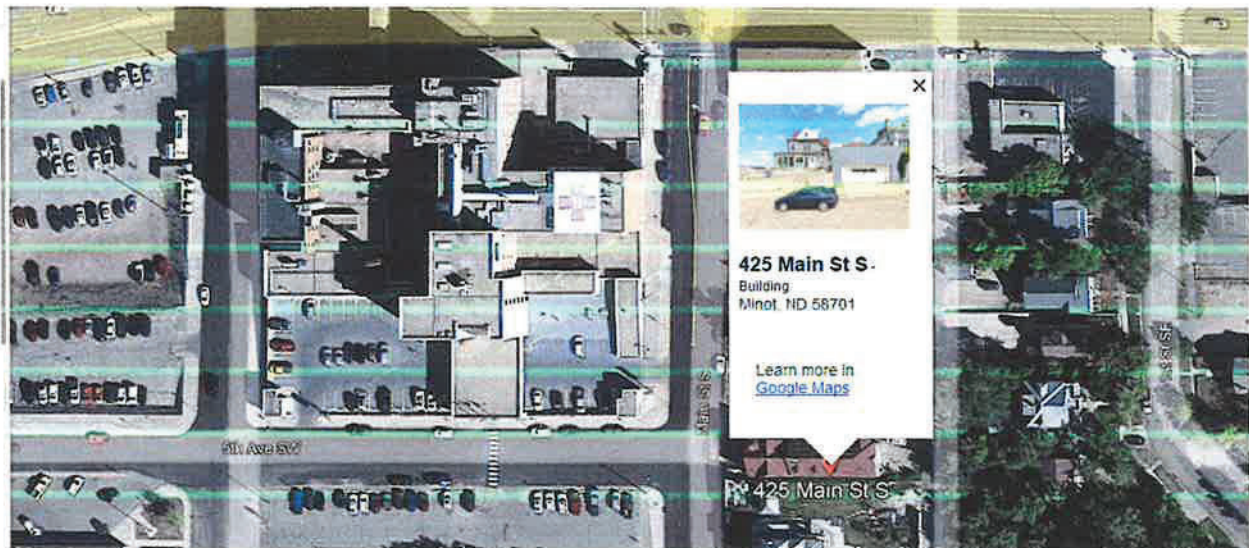 ×
425 Main St S -
Building
Minot, ND 58701
Learn more in
Google Maps
Main St S
5th Ave SW
425 Main St S